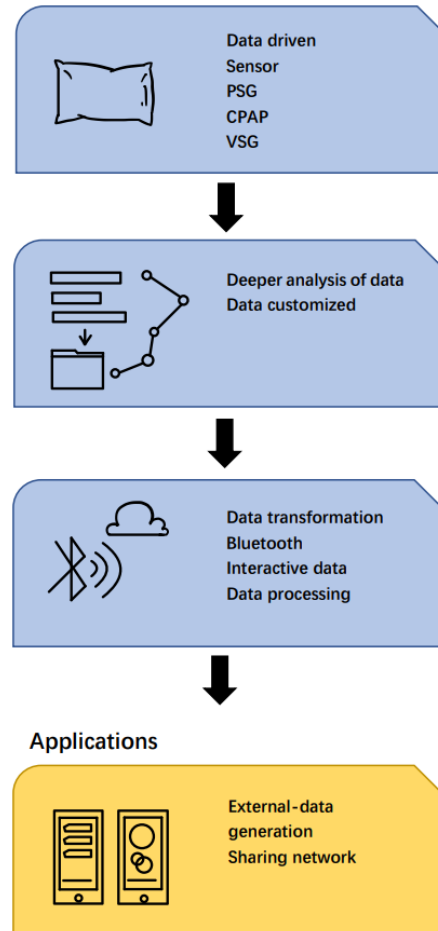 Data driven
Sensor
PSG
CPAP
VSG
Deeper analysis of data
Data customized
Data transformation
Bluetooth
Interactive data
Data processing
Applications
External-data
generation
Sharing network